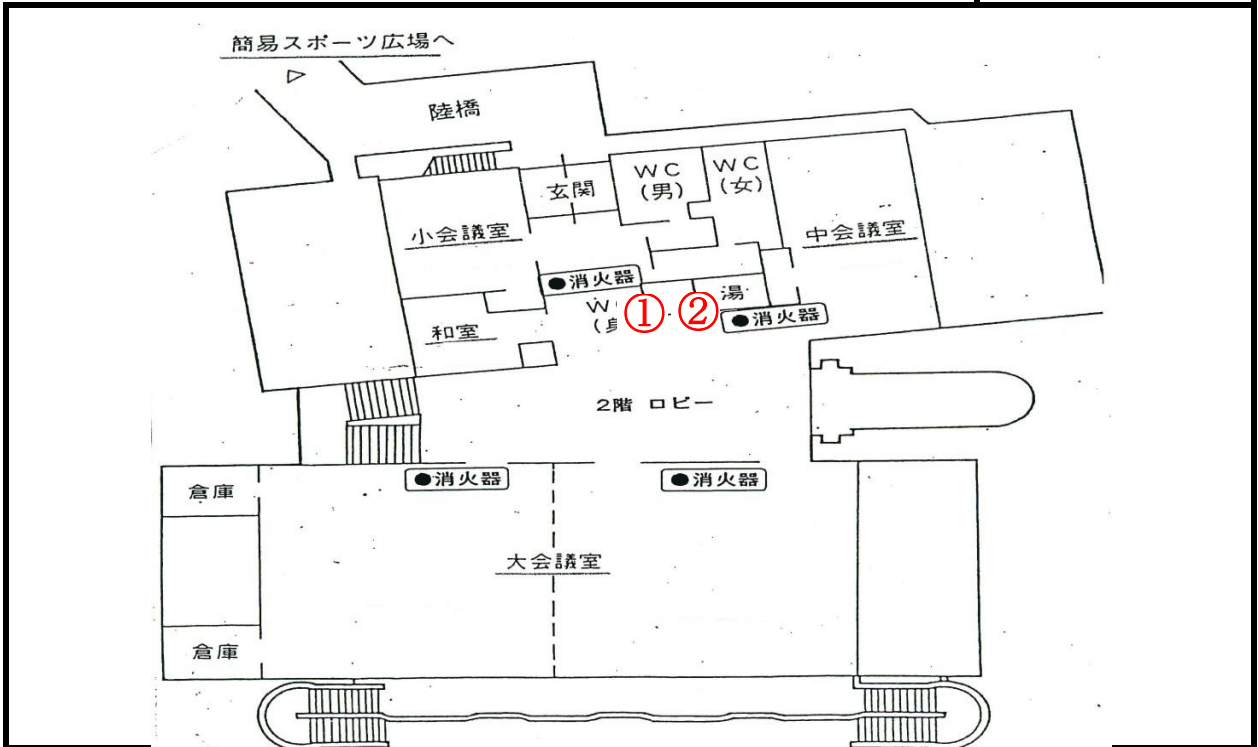 簡易スポーツ広場へ
陸橋
玄関
WC
(男)
WC
(女)
小会議室
中会議室
●消火器
湯
和室
①
②
●消火器
2階 ロビー
●消火器
●消火器
倉庫
大会議室
倉庫